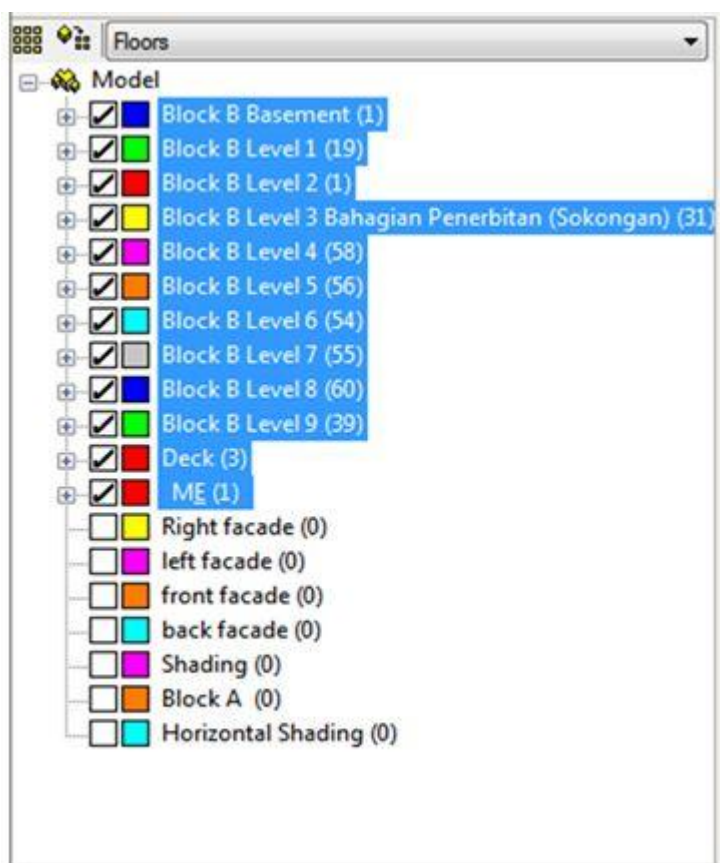 Floors
Model
Block B Basement (1)
Block B Level 1 (19)
Block B Level 2 (1)
Block B Level 3 Bahagian Penerbitan (Sokongan) (31)
Block B Level 4 (58)
Block B Level 5 (56)
Block B Level 6 (54)
Block B Level 7 (55)
Block B Level 8 (60)
Block B Level 9 (39)
Deck (3)
ME (1)
Right facade (0)
left facade (0)
front facade (0)
back facade (0)
Shading (0)
Block A (0)
Horizontal Shading (0)